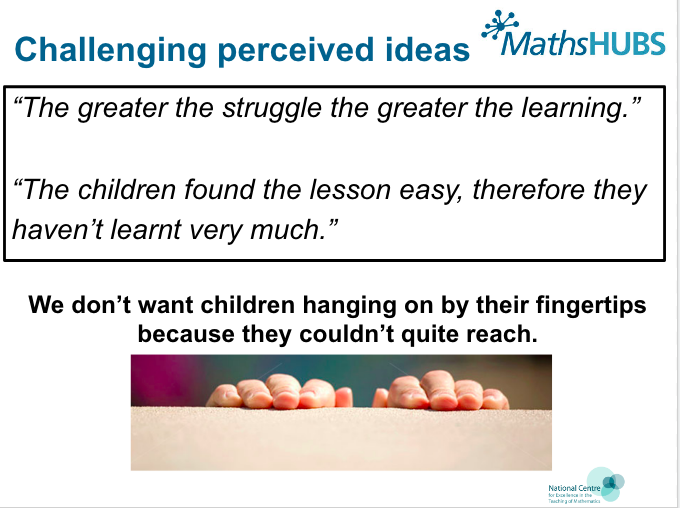 Challenging perceived ideas
MathsHUBS
“The greater the struggle the greater the learning.”
“The children found the lesson easy, therefore they
haven’t learnt very much.”
We don’t want children hanging on by their fingertips
because they couldn’t quite reach.
National Centre
for Excellence in the
Teaching of Mathematics